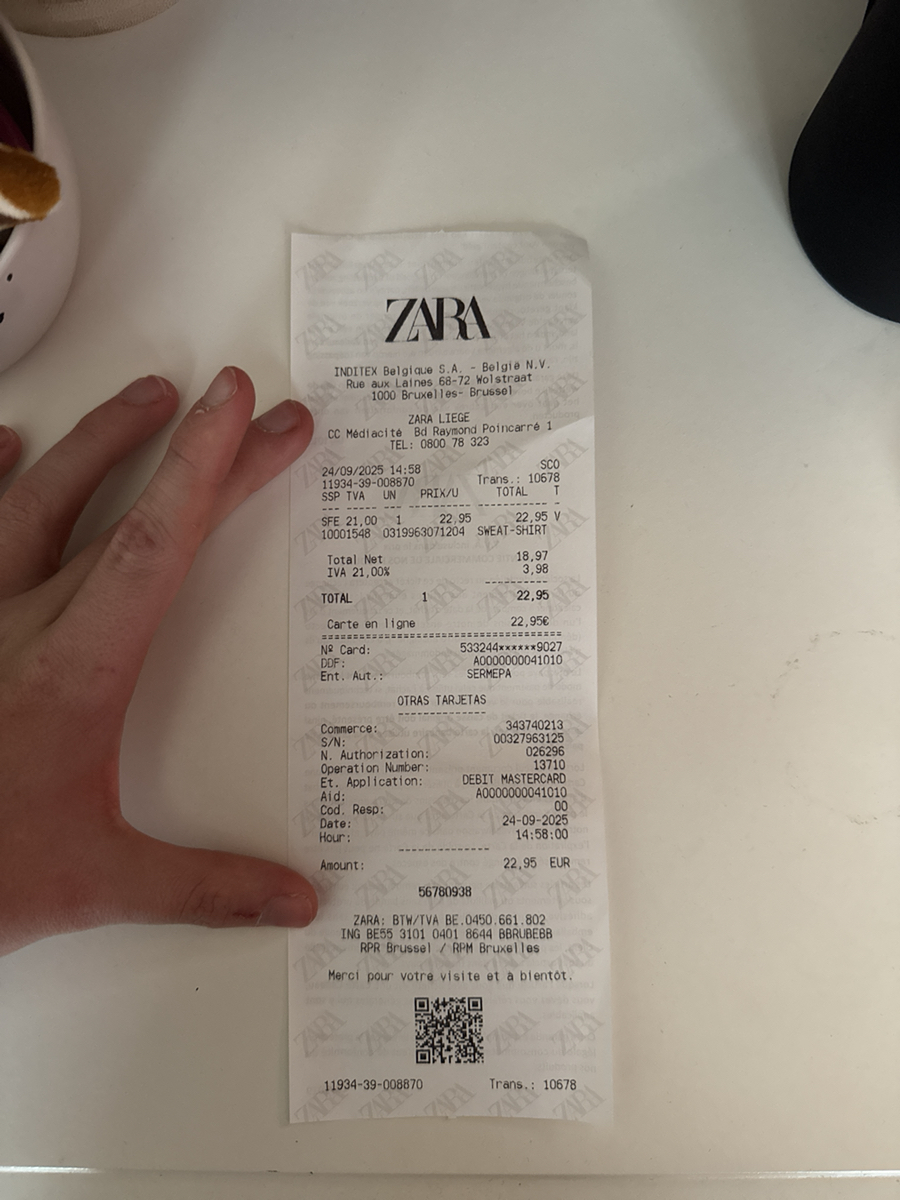 ZARA
INDITEX Belgique S.A. - België N.V.
Rue aux Laines 68-72 Wolstraat
1000 Bruxelles- Brussel
ZARA LIEGE
CC Médiacité Bd Raymond Poincarré 1
TEL: 0800 78 323
24/09/2025 14:58 SCO
11934-39-008870 Trans.: 10678
SSP TVA UN PRIX/U TOTAL T
SFE 21,00 1 22,95 22,95 V
10001548 0319963071204 SWEAT-SHIRT
Total Net 18,97
IVA 21,00% 3,98
TOTAL 1 22,95
Carte en ligne 22,95€
Nº Card: 533244******9027
DDF: A0000000041010
Ent. Aut.: SERMEPA
OTRAS TARJETAS
Commerce: 343740213
S/N: 00327963125
N. Authorization: 026296
Operation Number: 13710
Et. Application: DEBIT MASTERCARD
Aid: A0000000041010
Cod. Resp: 00
Date: 24-09-2025
Hour: 14:58:00
Amount: 22,95 EUR
56780938
ZARA: BTW/TVA BE.0450.661.802
ING BE55 3101 0401 8644 BBRUBEBB
RPR Brussel / RPM Bruxelles
Merci pour votre visite et à bientôt.
11934-39-008870 Trans.: 10678